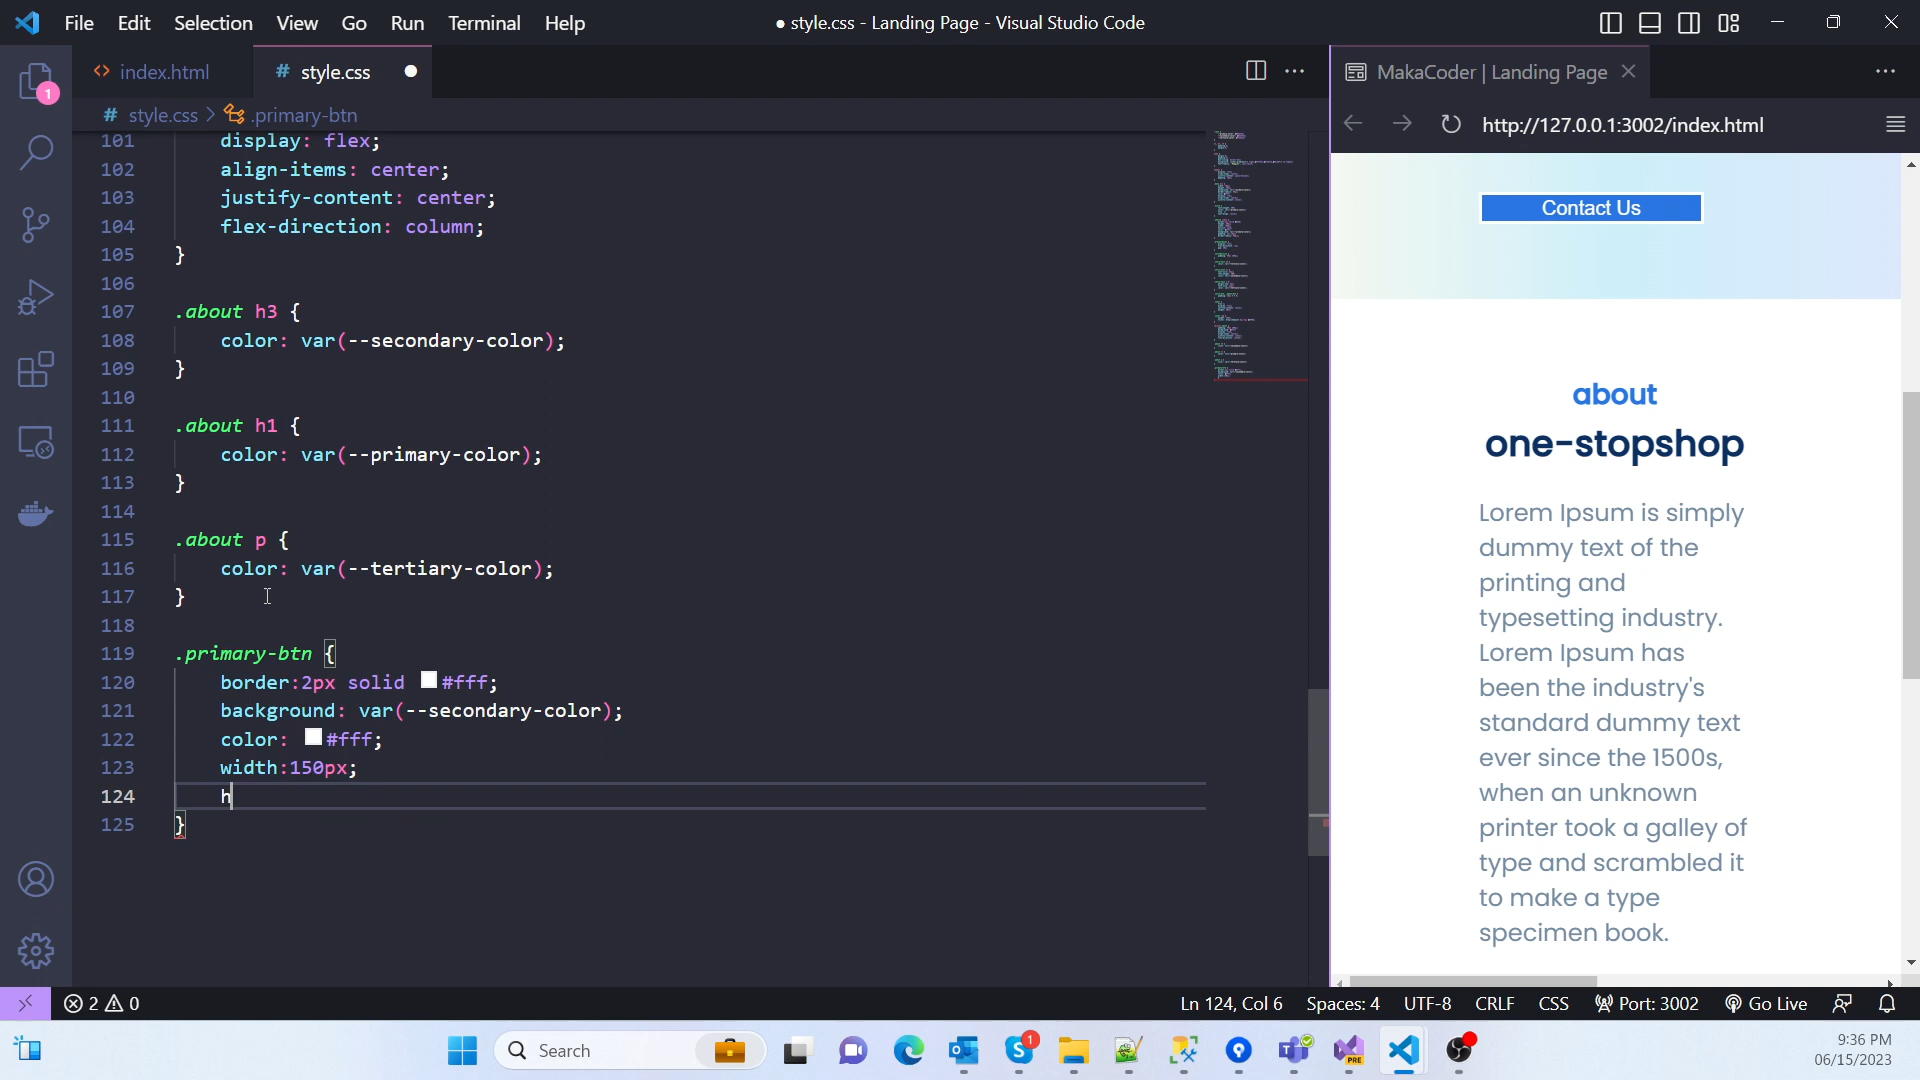 File Edit Selection View Go Run Terminal Help
● style.css - Landing Page - Visual Studio Code
<> index.html
# style.css ●
MakaCoder | Landing Page
# style.css > .primary-btn
http://127.0.0.1:3002/index.html
1
101 display: flex;
102 align-items: center;
103 justify-content: center;
104 flex-direction: column;
105 }
106
107 .about h3 {
108 color: var(--secondary-color);
109 }
110
111 .about h1 {
112 color: var(--primary-color);
113 }
114
115 .about p {
116 color: var(--tertiary-color);
117 }
118
119 .primary-btn {
120 border:2px solid #fff;
121 background: var(--secondary-color);
122 color: #fff;
123 width:150px;
124 h
125 }
Contact Us
about
one-stopshop
Lorem Ipsum is simply
dummy text of the
printing and
typesetting industry.
Lorem Ipsum has
been the industry's
standard dummy text
ever since the 1500s,
when an unknown
printer took a galley of
type and scrambled it
to make a type
specimen book.
2 0
Ln 124, Col 6 Spaces: 4 UTF-8 CRLF CSS Port: 3002 Go Live
Search
1
PRE
9:36 PM
06/15/2023